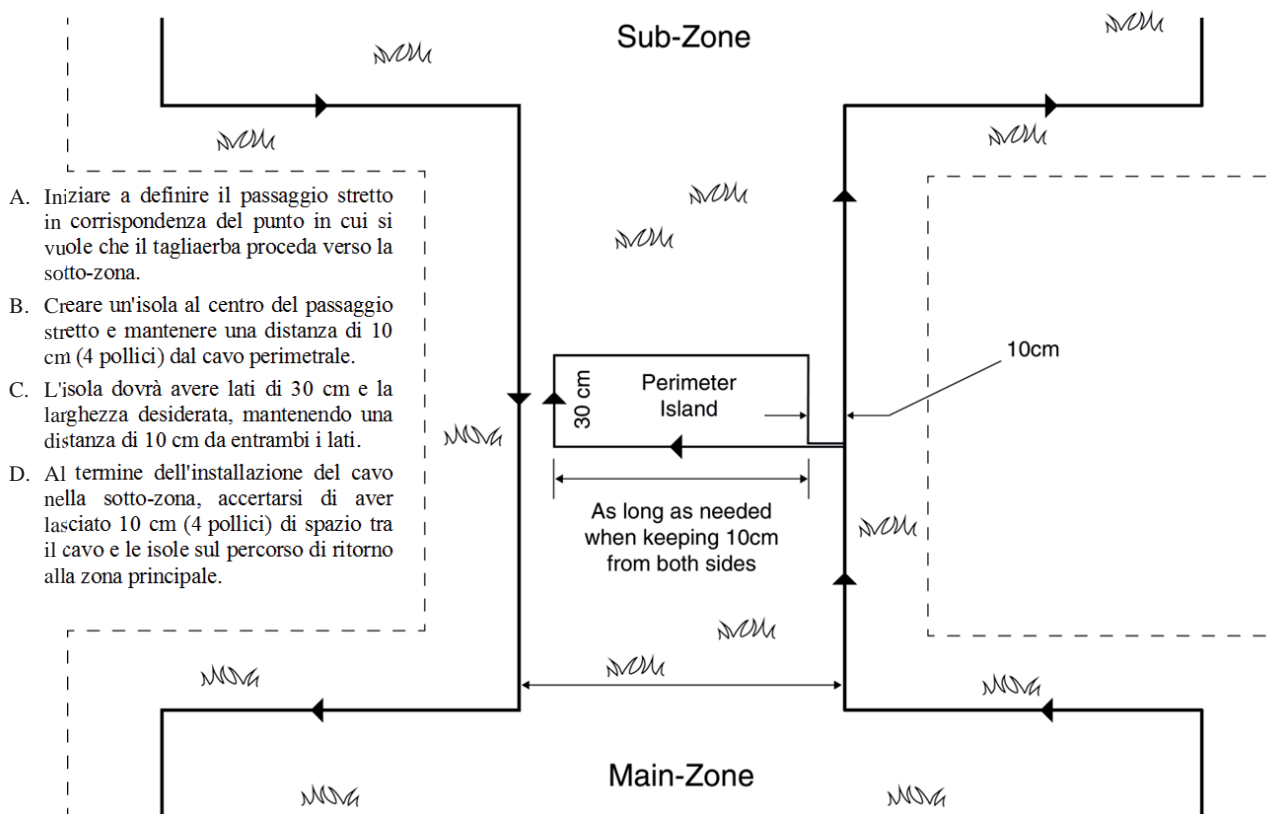 Sub-Zone
A. Iniziare a definire il passaggio stretto
in corrispondenza del punto in cui si
vuole che il tagliaerba proceda verso la
sotto-zona.
B. Creare un'isola al centro del passaggio
stretto e mantenere una distanza di 10
cm (4 pollici) dal cavo perimetrale.
C. L'isola dovrà avere lati di 30 cm e la
larghezza desiderata, mantenendo una
distanza di 10 cm da entrambi i lati.
D. Al termine dell'installazione del cavo
nella sotto-zona, accertarsi di aver
lasciato 10 cm (4 pollici) di spazio tra
il cavo e le isole sul percorso di ritorno
alla zona principale.
30 cm
Perimeter
Island
10cm
As long as needed
when keeping 10cm
from both sides
Main-Zone